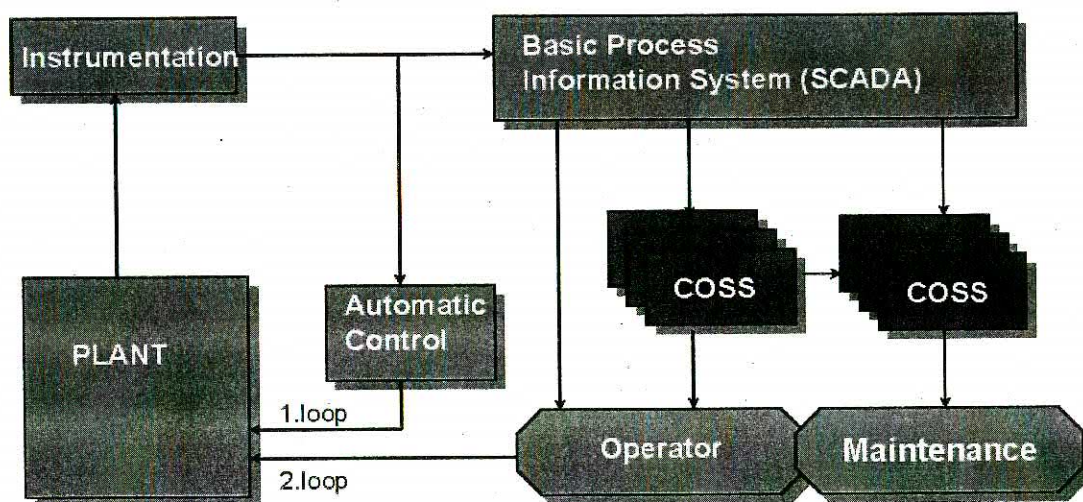 Instrumentation
Basic Process
Information System (SCADA)
COSS
COSS
Automatic
Control
PLANT
1.loop
Operator
Maintenance
2.loop